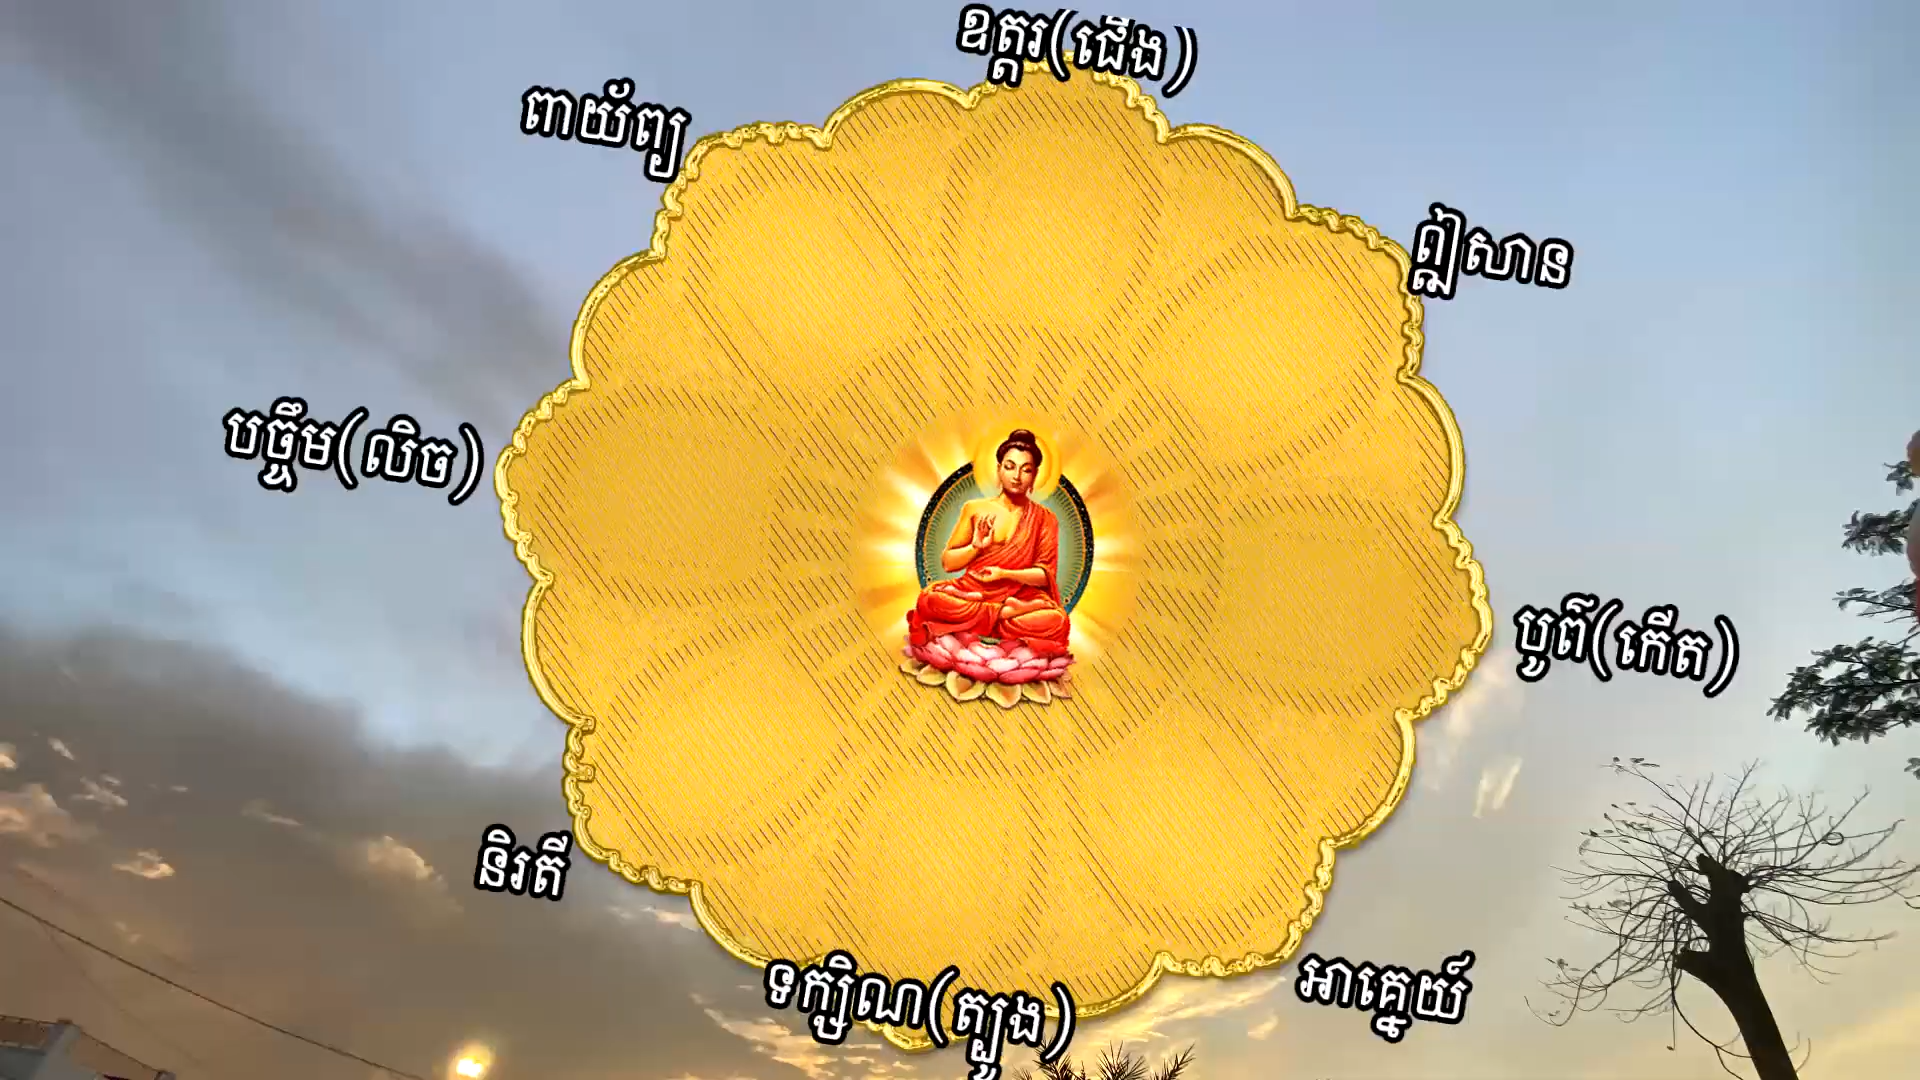 ឧត្តរ(ជើង)
ពាយ័ព្យ
ឦសាន
បច្ចឹម(លិច)
បូព៌(កើត)
និរតី
ទក្សិណ(ត្បូង)
អាគ្នេយ៍